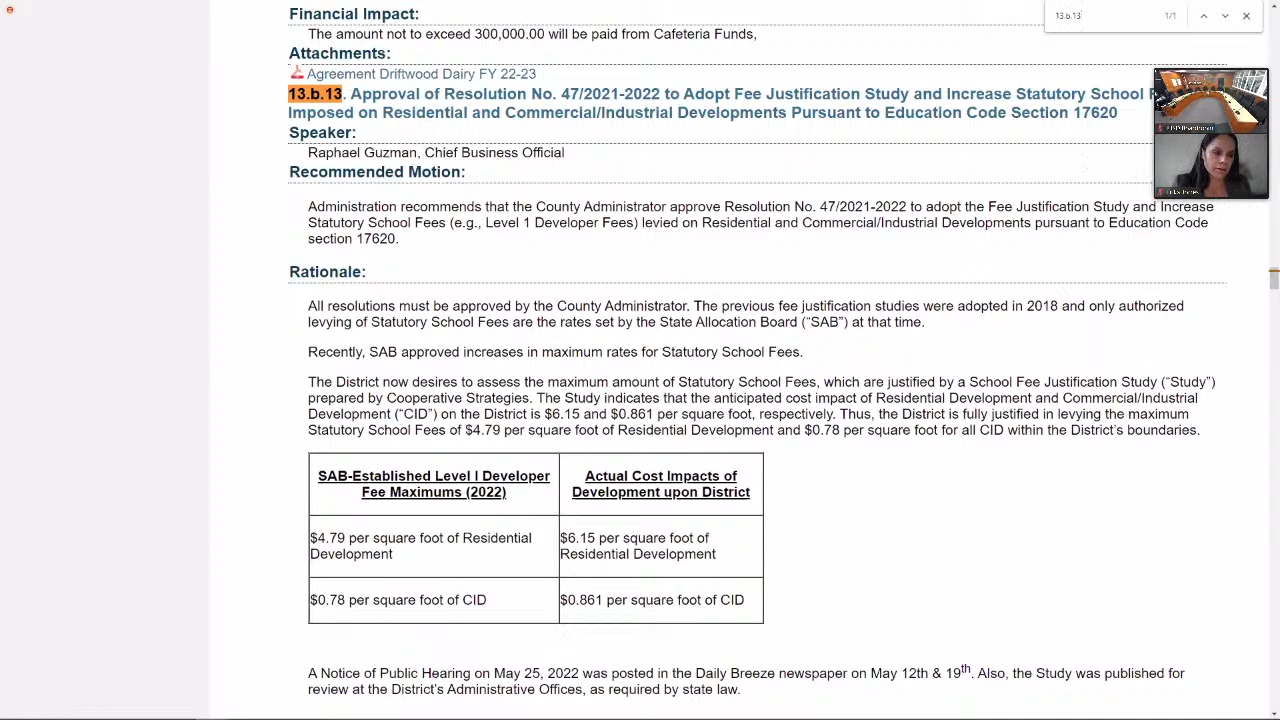 Financial Impact:
13.b.13
1/1
The amount not to exceed 300,000.00 will be paid from Cafeteria Funds,
Attachments:
Agreement Driftwood Dairy FY 22-23
13.b.13. Approval of Resolution No. 47/2021-2022 to Adopt Fee Justification Study and Increase Statutory School
Imposed on Residential and Commercial/Industrial Developments Pursuant to Education Code Section 17620
Speaker:
Raphael Guzman, Chief Business Official
Recommended Motion:
Administration recommends that the County Administrator approve Resolution No. 47/2021-2022 to adopt the Fee Justification Study and Increase
Statutory School Fees (e.g., Level 1 Developer Fees) levied on Residential and Commercial/Industrial Developments pursuant to Education Code
section 17620.
Rationale:
All resolutions must be approved by the County Administrator. The previous fee justification studies were adopted in 2018 and only authorized
levying of Statutory School Fees are the rates set by the State Allocation Board (“SAB”) at that time.
Recently, SAB approved increases in maximum rates for Statutory School Fees.
The District now desires to assess the maximum amount of Statutory School Fees, which are justified by a School Fee Justification Study (“Study”)
prepared by Cooperative Strategies. The Study indicates that the anticipated cost impact of Residential Development and Commercial/Industrial
Development (“CID”) on the District is $6.15 and $0.861 per square foot, respectively. Thus, the District is fully justified in levying the maximum
Statutory School Fees of $4.79 per square foot of Residential Development and $0.78 per square foot for all CID within the District's boundaries.
SAB-Established Level I Developer
Fee Maximums (2022)
Actual Cost Impacts of
Development upon District
$4.79 per square foot of Residential
Development
$6.15 per square foot of
Residential Development
$0.78 per square foot of CID
$0.861 per square foot of CID
A Notice of Public Hearing on May 25, 2022 was posted in the Daily Breeze newspaper on May 12th & 19th. Also, the Study was published for
review at the District's Administrative Offices, as required by state law.